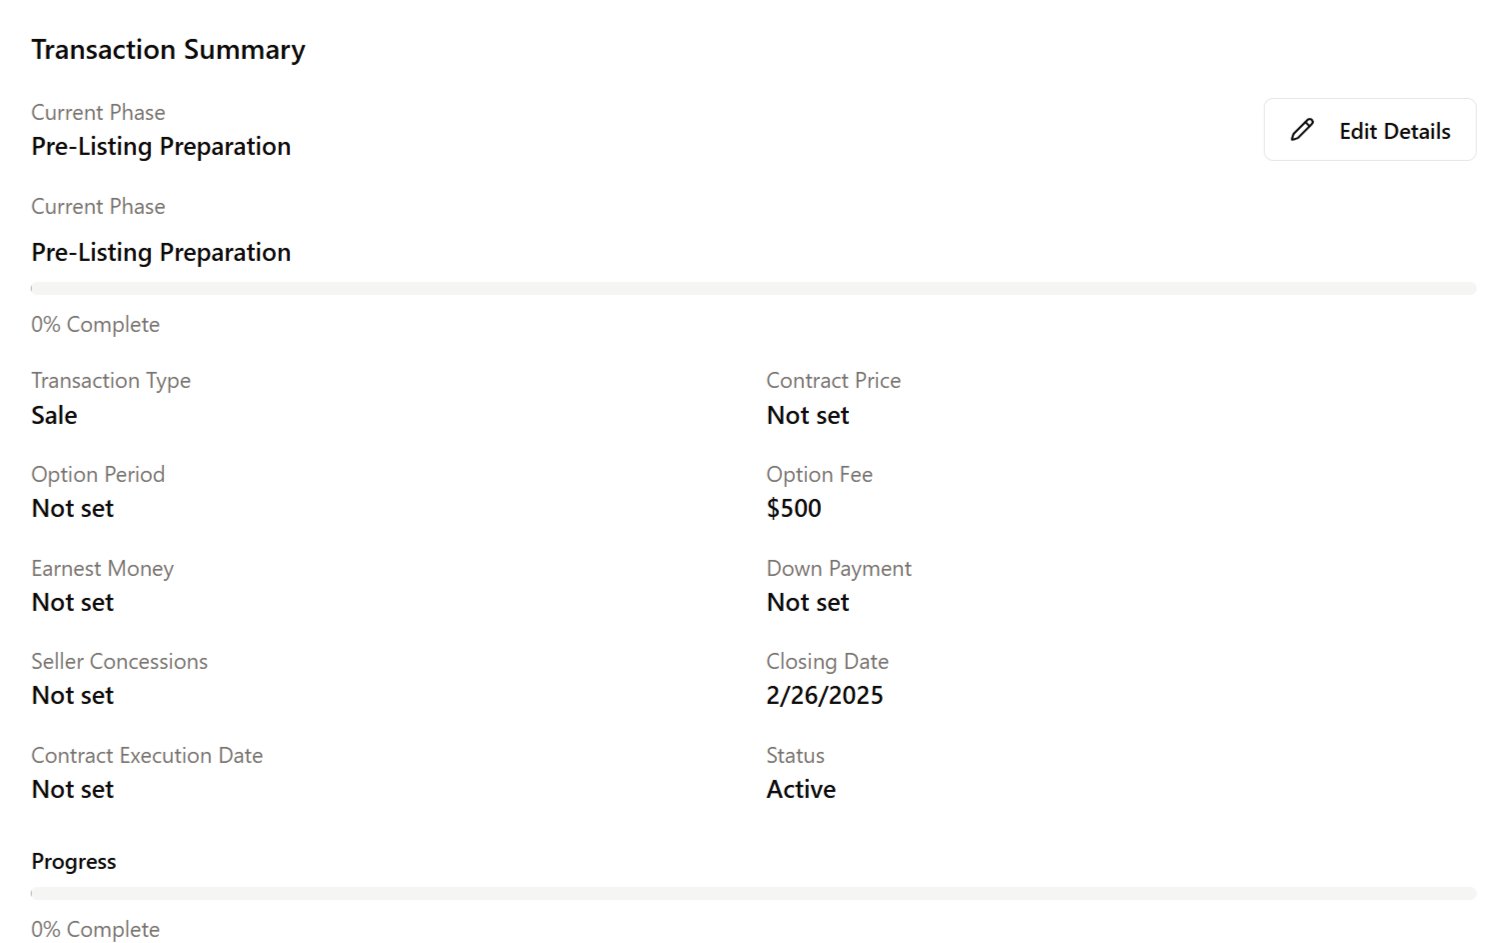 Transaction Summary
Current Phase
Pre-Listing Preparation
Edit Details
Current Phase
Pre-Listing Preparation
0% Complete
Transaction Type
Sale
Contract Price
Not set
Option Period
Not set
Option Fee
$500
Earnest Money
Not set
Down Payment
Not set
Seller Concessions
Not set
Closing Date
2/26/2025
Contract Execution Date
Not set
Status
Active
Progress
0% Complete